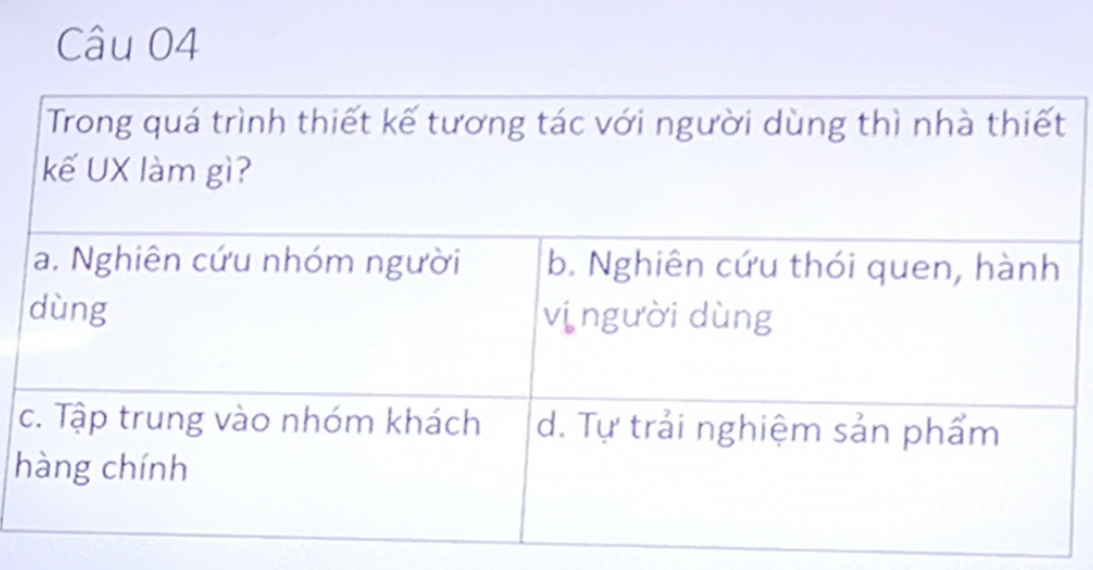 Câu 04
Trong quá trình thiết kế tương tác với người dùng thì nhà thiết
kế UX làm gì?
a. Nghiên cứu nhóm người
dùng
b. Nghiên cứu thói quen, hành
vi người dùng
c. Tập trung vào nhóm khách
hàng chính
d. Tự trải nghiệm sản phẩm